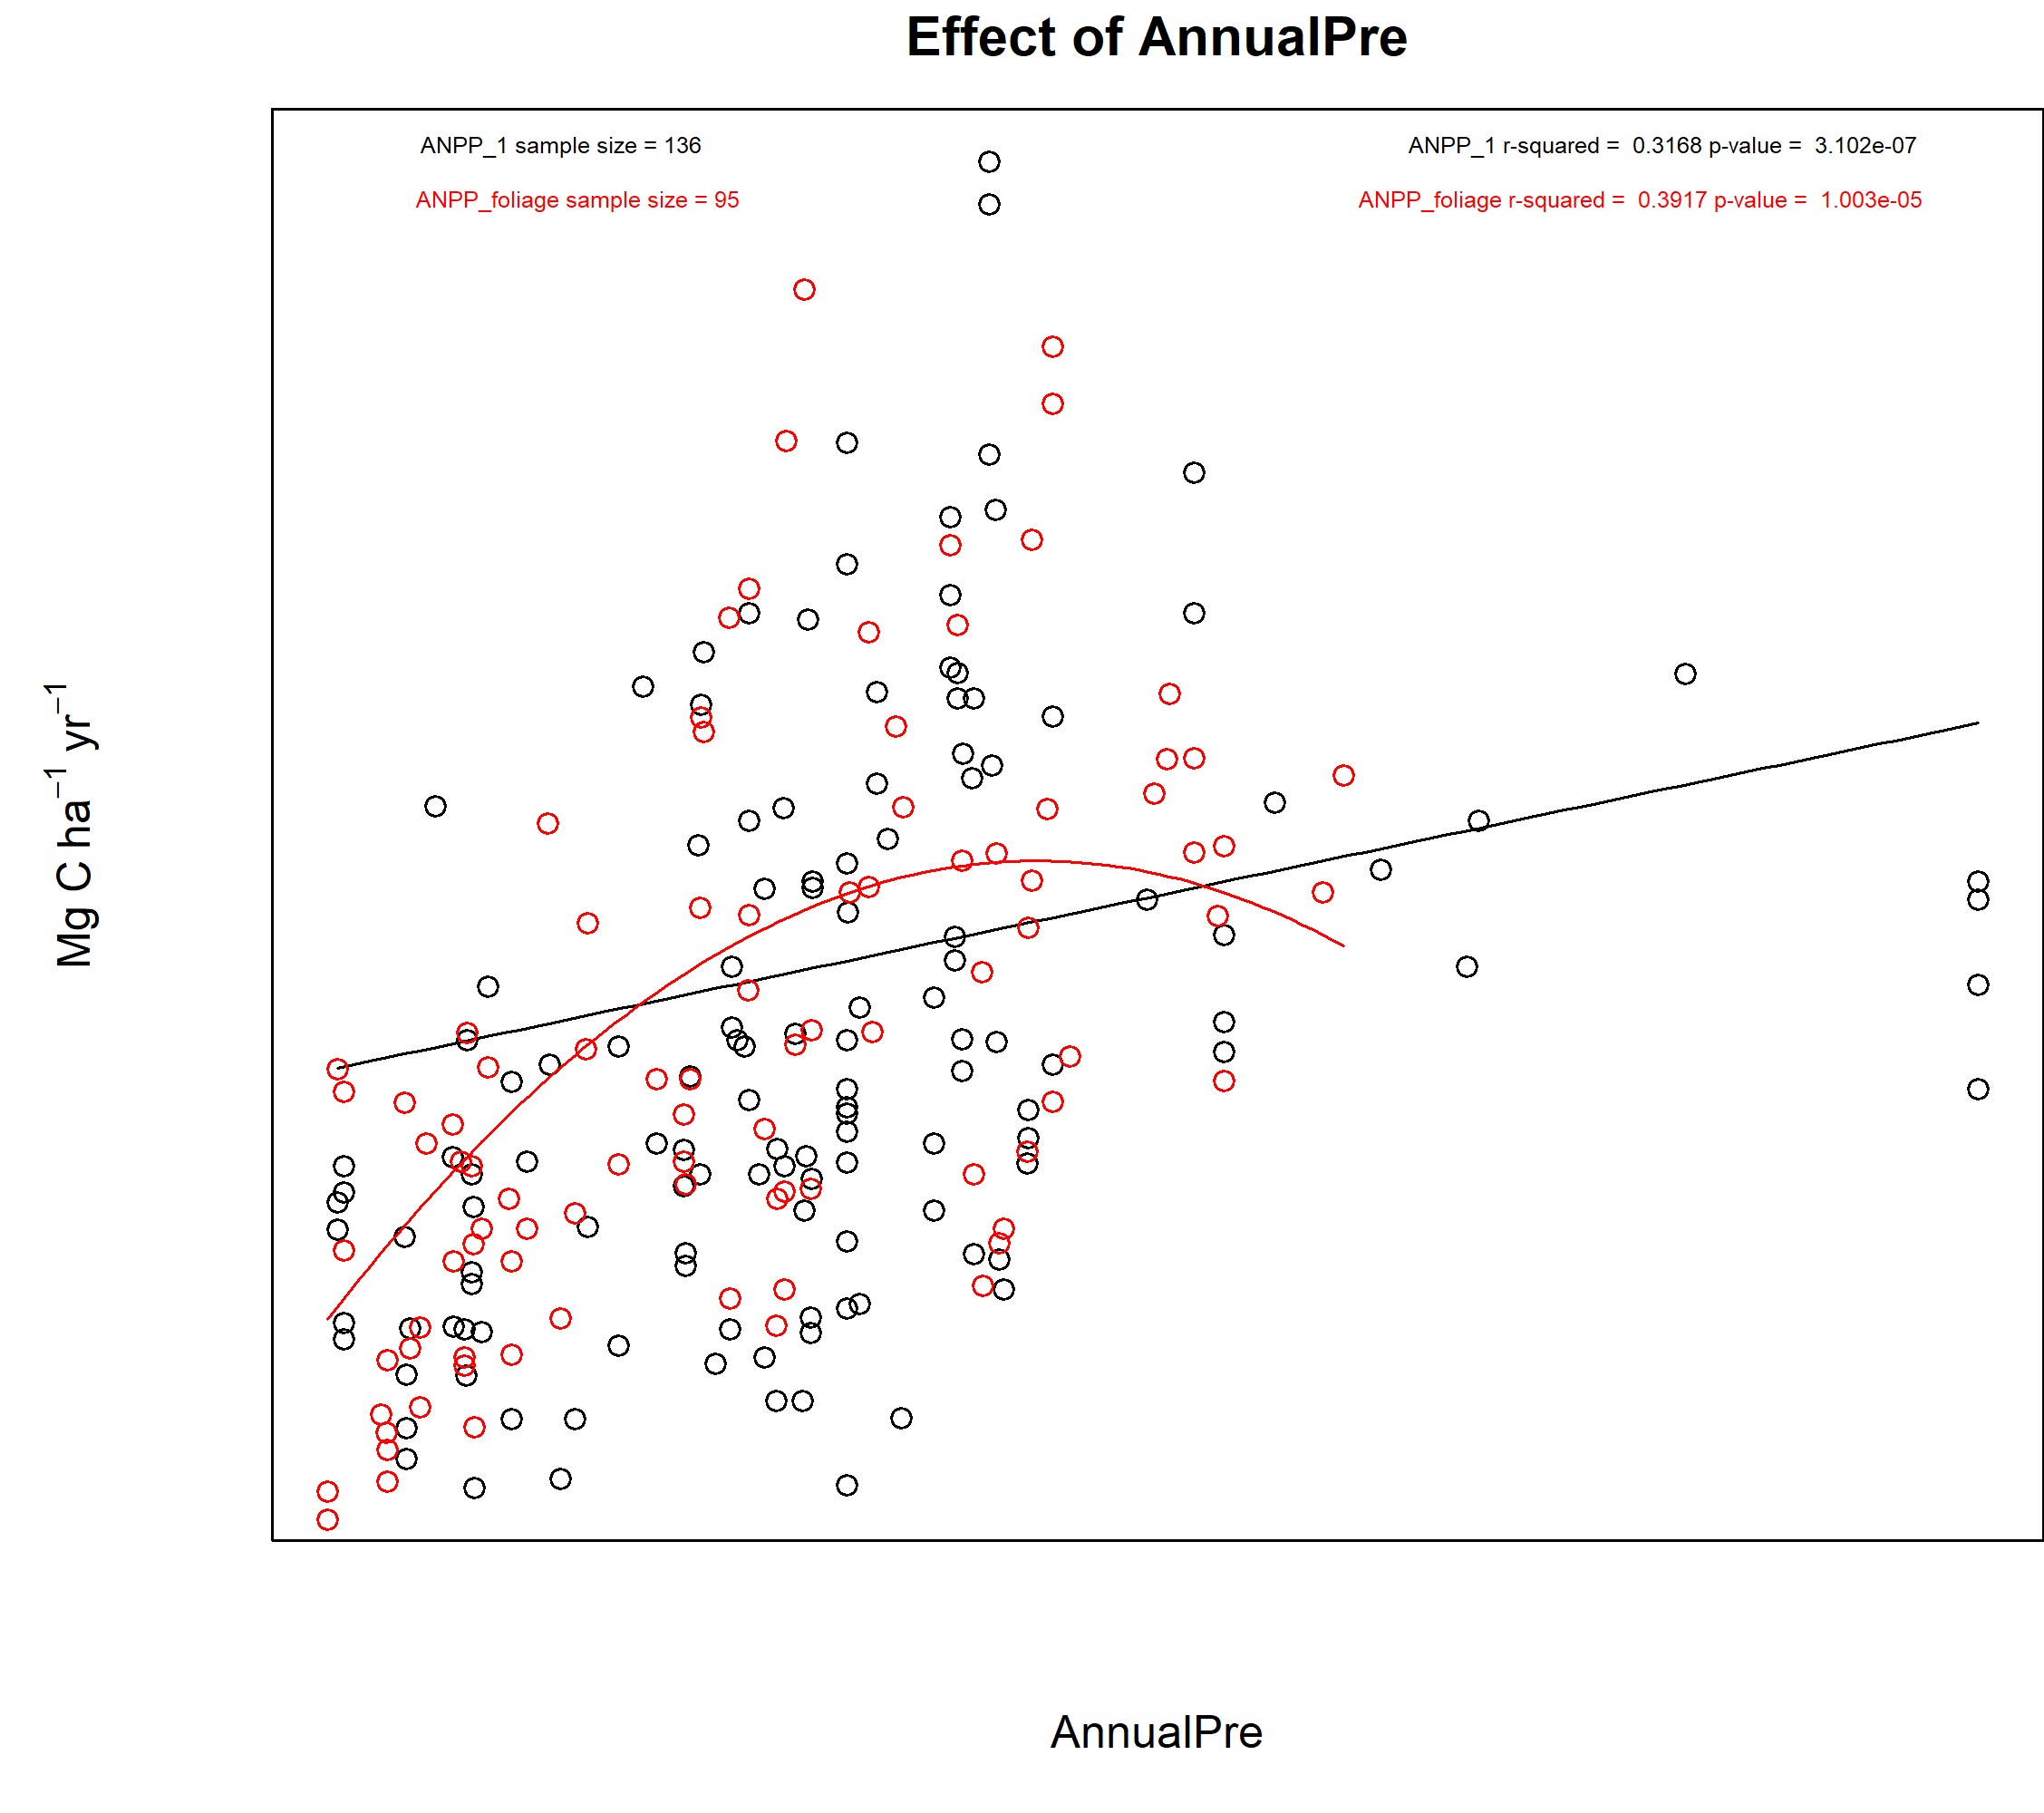 Effect of AnnualPre
ANPP_1 sample size = 136
ANPP_1 r-squared = 0.3168 p-value = 3.102e-07
ANPP_foliage sample size = 95
ANPP_foliage r-squared = 0.3917 p-value = 1.003e-05
Mg C ha⁻¹ yr⁻¹
AnnualPre